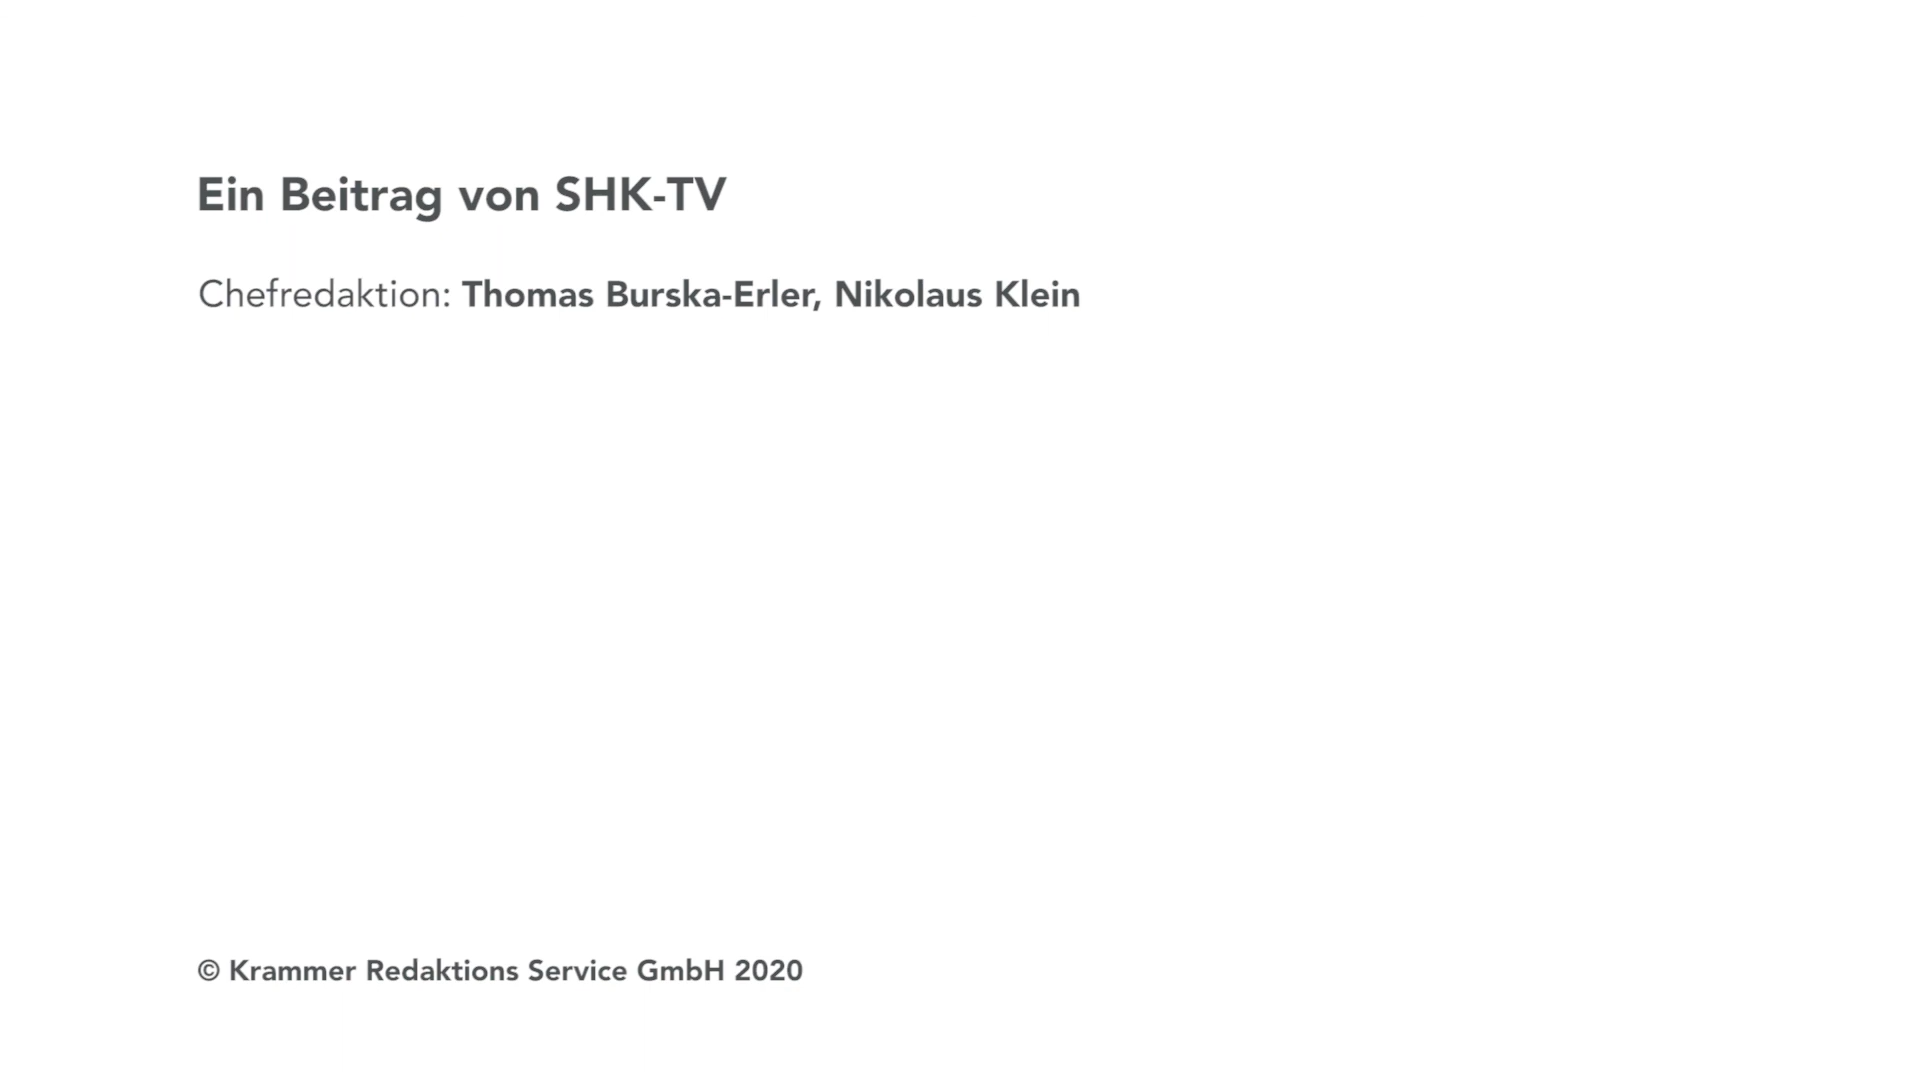 Ein Beitrag von SHK-TV
Chefredaktion: Thomas Burska-Erler, Nikolaus Klein
© Krammer Redaktions Service GmbH 2020